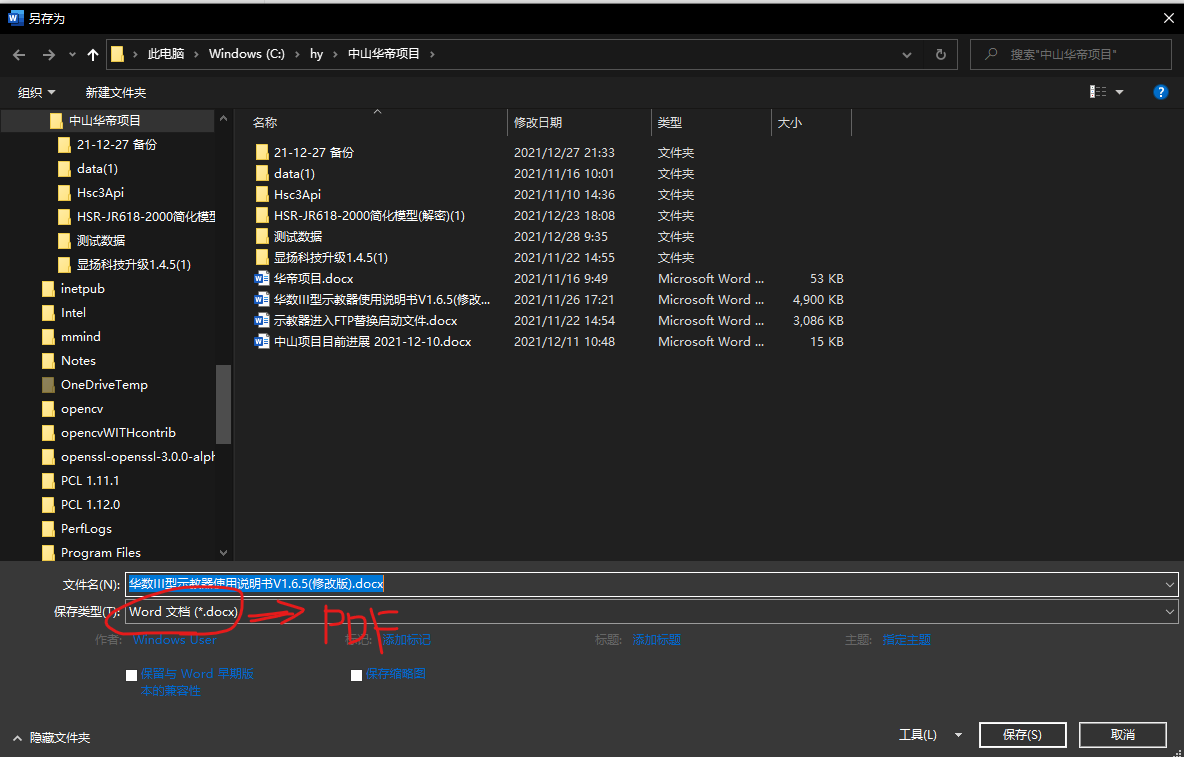 另存为
此电脑 › Windows (C:) › hy › 中山华帝项目 ›
搜索"中山华帝项目"
组织 新建文件夹
中山华帝项目
21-12-27 备份
data(1)
Hsc3Api
HSR-JR618-2000简化模型
测试数据
显扬科技升级1.4.5(1)
inetpub
Intel
mmind
Notes
OneDriveTemp
opencv
opencvWITHcontrib
openssl-openssl-3.0.0-alph
PCL 1.11.1
PCL 1.12.0
PerfLogs
Program Files
名称 修改日期 类型 大小
21-12-27 备份 2021/12/27 21:33 文件夹
data(1) 2021/11/16 10:01 文件夹
Hsc3Api 2021/11/10 14:36 文件夹
HSR-JR618-2000简化模型(解密)(1) 2021/12/23 18:08 文件夹
测试数据 2021/12/28 9:35 文件夹
显扬科技升级1.4.5(1) 2021/11/22 14:55 文件夹
华帝项目.docx 2021/11/16 9:49 Microsoft Word ... 53 KB
华数III型示教器使用说明书V1.6.5(修改... 2021/11/26 17:21 Microsoft Word ... 4,900 KB
示教器进入FTP替换启动文件.docx 2021/11/22 14:54 Microsoft Word ... 3,086 KB
中山项目目前进展 2021-12-10.docx 2021/12/11 10:48 Microsoft Word ... 15 KB
文件名(N): 华数III型示教器使用说明书V1.6.5(修改版).docx
保存类型(T): Word 文档 (*.docx)
PDF
作者: Windows User 标记: 添加标记 标题: 添加标题 主题: 指定主题
保留与 Word 早期版 保存缩略图
本的兼容性
隐藏文件夹 工具(L) 保存(S) 取消